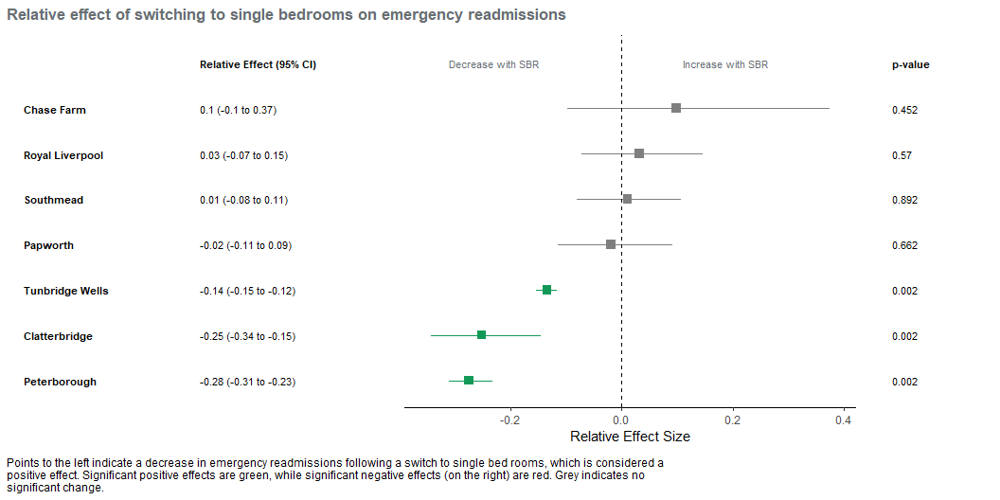 Relative effect of switching to single bedrooms on emergency readmissions
Relative Effect (95% CI) Decrease with SBR Increase with SBR p-value
Chase Farm 0.1 (-0.1 to 0.37) 0.452
Royal Liverpool 0.03 (-0.07 to 0.15) 0.57
Southmead 0.01 (-0.08 to 0.11) 0.892
Papworth -0.02 (-0.11 to 0.09) 0.662
Tunbridge Wells -0.14 (-0.15 to -0.12) 0.002
Clatterbridge -0.25 (-0.34 to -0.15) 0.002
Peterborough -0.28 (-0.31 to -0.23) 0.002
-0.2 0.0 0.2 0.4
Relative Effect Size
Points to the left indicate a decrease in emergency readmissions following a switch to single bed rooms, which is considered a
positive effect. Significant positive effects are green, while significant negative effects (on the right) are red. Grey indicates no
significant change.